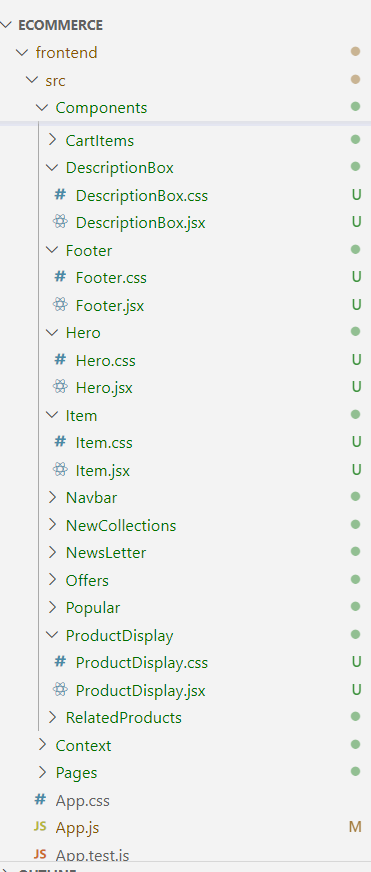 ECOMMERCE
frontend
src
Components
CartItems
DescriptionBox
# DescriptionBox.css U
DescriptionBox.jsx U
Footer
# Footer.css U
Footer.jsx U
Hero
# Hero.css U
Hero.jsx U
Item
# Item.css U
Item.jsx U
Navbar
NewCollections
NewsLetter
Offers
Popular
ProductDisplay
# ProductDisplay.css U
ProductDisplay.jsx U
RelatedProducts
Context
Pages
# App.css
JS App.js M
JS App.test.js
OUTLINE